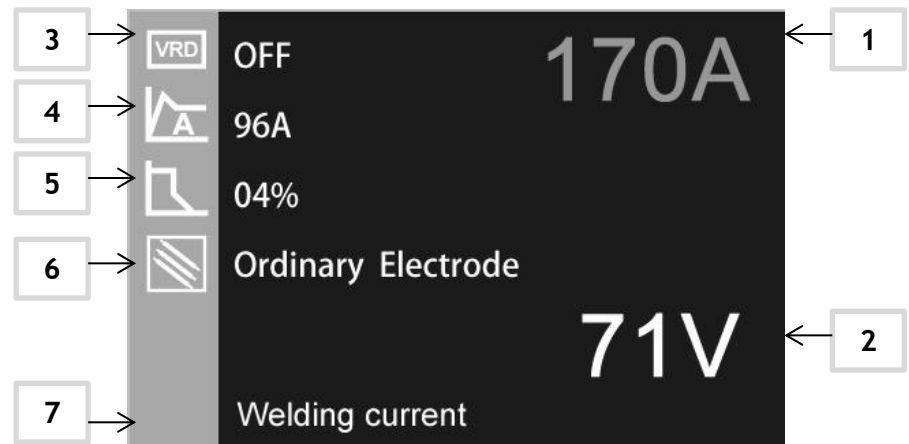 3
VRD
OFF
170A
1
4
A
96A
5
04%
6
Ordinary Electrode
71V
2
7
Welding current